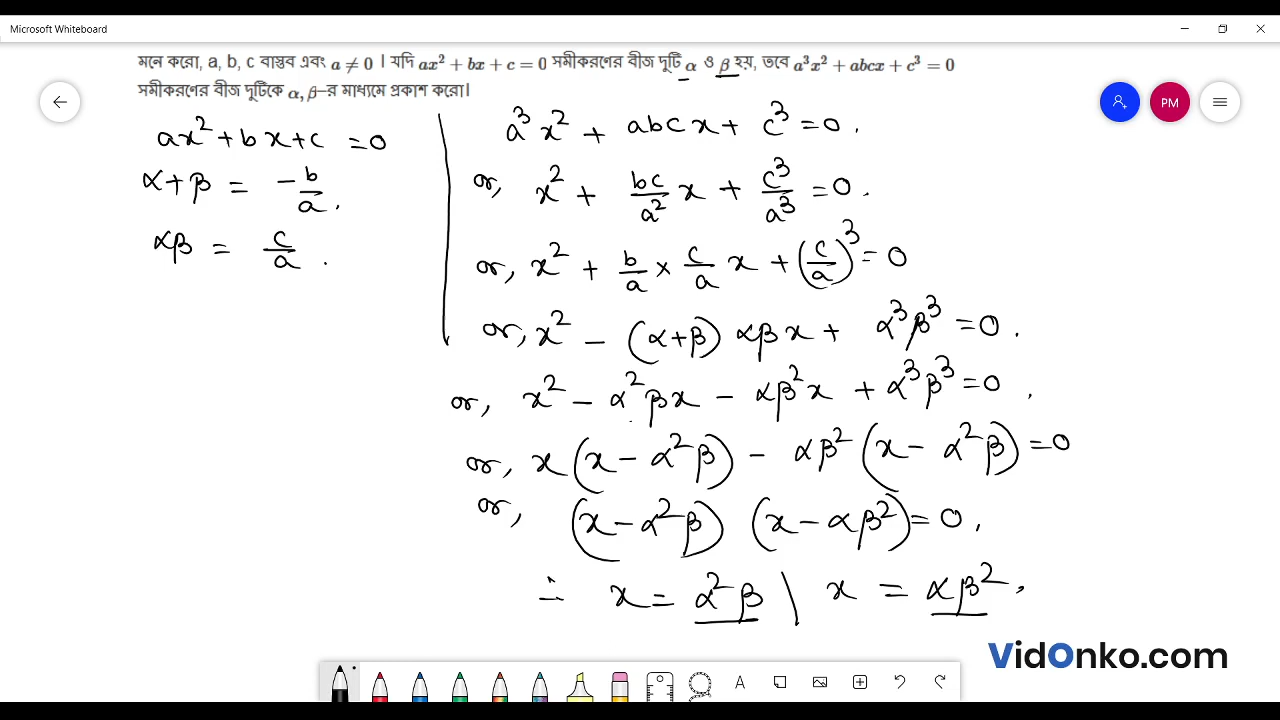 Microsoft Whiteboard
মনে করো, a, b, c বাস্তব এবং a ≠ 0 । যদি ax² + bx + c = 0 সমীকরণের বীজ দুটি α ও β হয়, তবে a³x² + abcx + c³ = 0
সমীকরণের বীজ দুটিকে α, β–র মাধ্যমে প্রকাশ করো।
PM
ax² + bx + c = 0
α + β = - b/a .
αβ = c/a .
a³x² + abcx + c³ = 0 .
or, x² + bc/a² x + c³/a³ = 0 .
or, x² + b/a × c/a x + (c/a)³ = 0
or, x² - (α+β) αβx + α³β³ = 0 .
or, x² - α²βx - αβ²x + α³β³ = 0 .
or, x(x - α²β) - αβ²(x - α²β) = 0
or, (x - α²β) (x - αβ²) = 0 .
∴ x = α²β | x = αβ² .
VidOnko.com
A